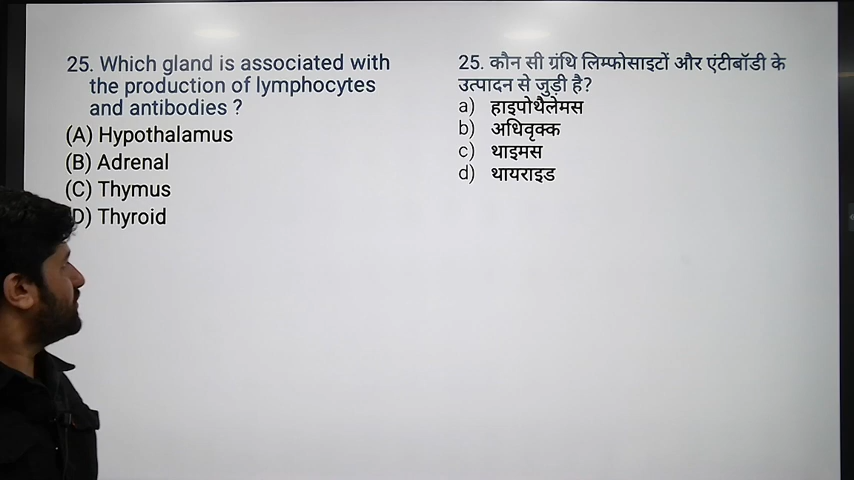 25. Which gland is associated with
the production of lymphocytes
and antibodies ?
(A) Hypothalamus
(B) Adrenal
(C) Thymus
D) Thyroid
25. कौन सी ग्रंथि लिम्फोसाइटों और एंटीबॉडी के
उत्पादन से जुड़ी है?
a) हाइपोथैलेमस
b) अधिवृक्क
c) थाइमस
d) थायराइड